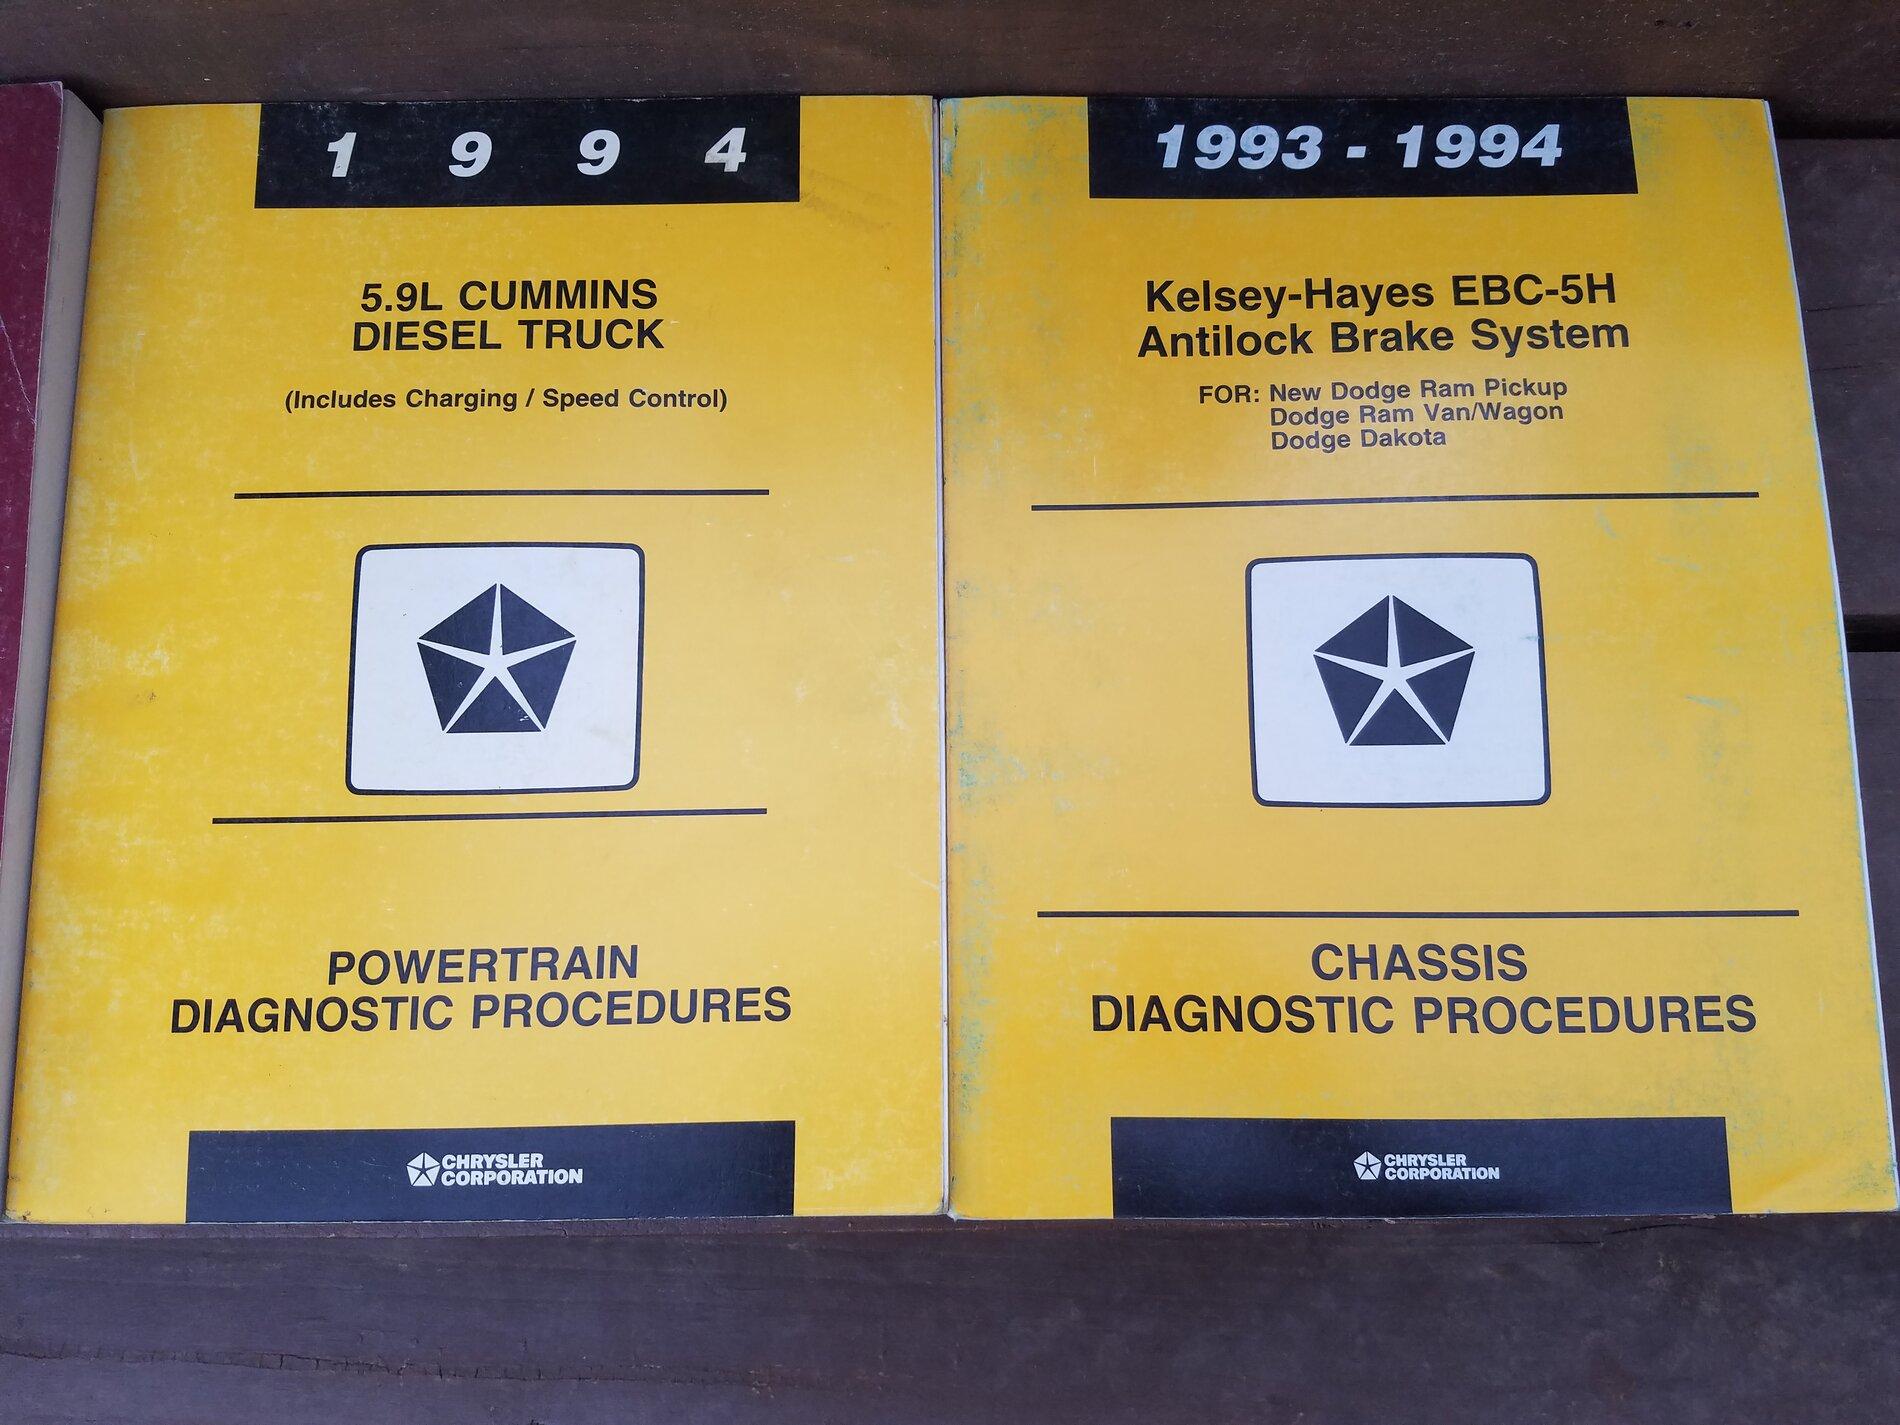 1 9 9 4
5.9L CUMMINS
DIESEL TRUCK
(Includes Charging / Speed Control)
POWERTRAIN
DIAGNOSTIC PROCEDURES
CHRYSLER
CORPORATION
1993 - 1994
Kelsey-Hayes EBC-5H
Antilock Brake System
FOR: New Dodge Ram Pickup
Dodge Ram Van/Wagon
Dodge Dakota
CHASSIS
DIAGNOSTIC PROCEDURES
CHRYSLER
CORPORATION